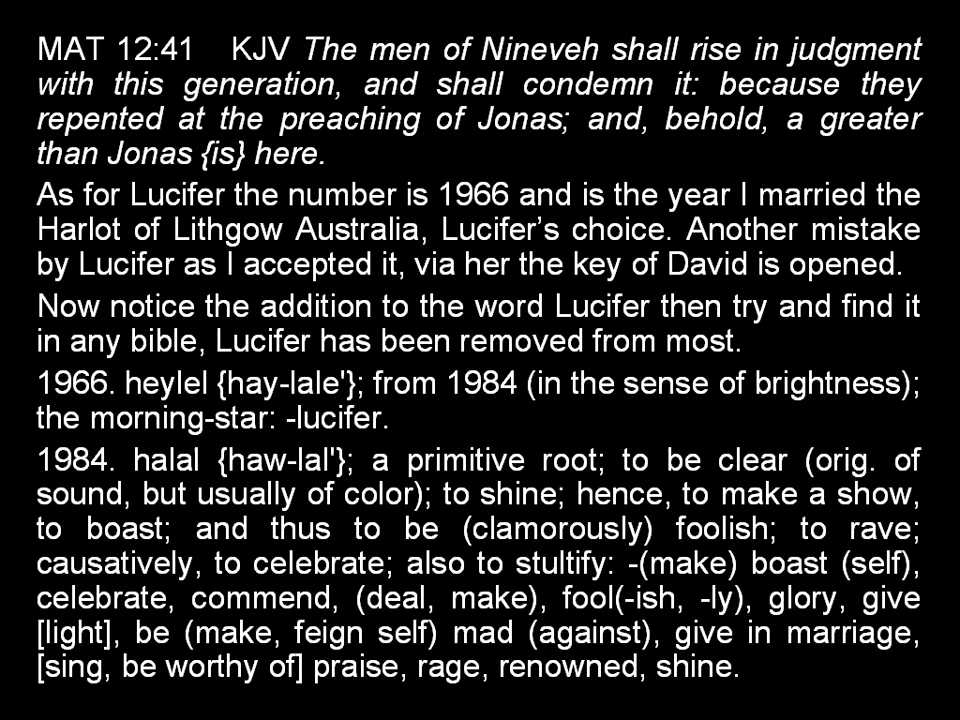 MAT 12:41 KJV The men of Nineveh shall rise in judgment
with this generation, and shall condemn it: because they
repented at the preaching of Jonas; and, behold, a greater
than Jonas {is} here.
As for Lucifer the number is 1966 and is the year I married the
Harlot of Lithgow Australia, Lucifer’s choice. Another mistake
by Lucifer as I accepted it, via her the key of David is opened.
Now notice the addition to the word Lucifer then try and find it
in any bible, Lucifer has been removed from most.
1966. heylel {hay-lale'}; from 1984 (in the sense of brightness);
the morning-star: -lucifer.
1984. halal {haw-lal'}; a primitive root; to be clear (orig. of
sound, but usually of color); to shine; hence, to make a show,
to boast; and thus to be (clamorously) foolish; to rave;
causatively, to celebrate; also to stultify: -(make) boast (self),
celebrate, commend, (deal, make), fool(-ish, -ly), glory, give
[light], be (make, feign self) mad (against), give in marriage,
[sing, be worthy of] praise, rage, renowned, shine.